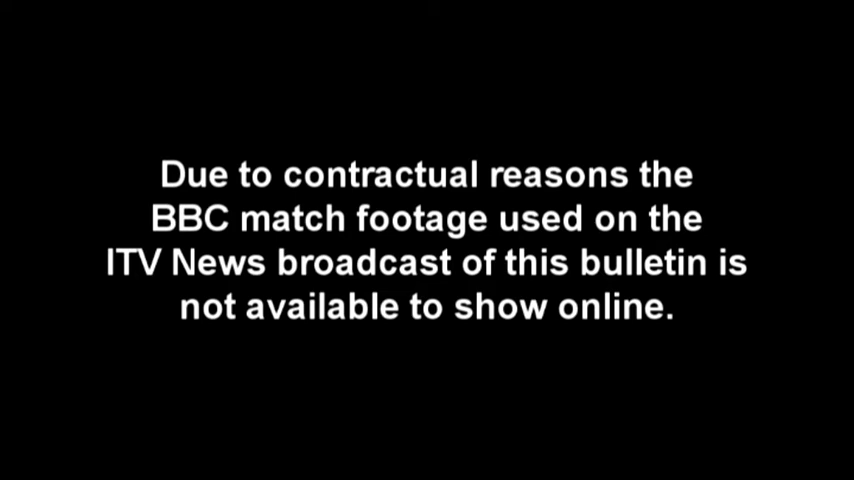 Due to contractual reasons the
BBC match footage used on the
ITV News broadcast of this bulletin is
not available to show online.